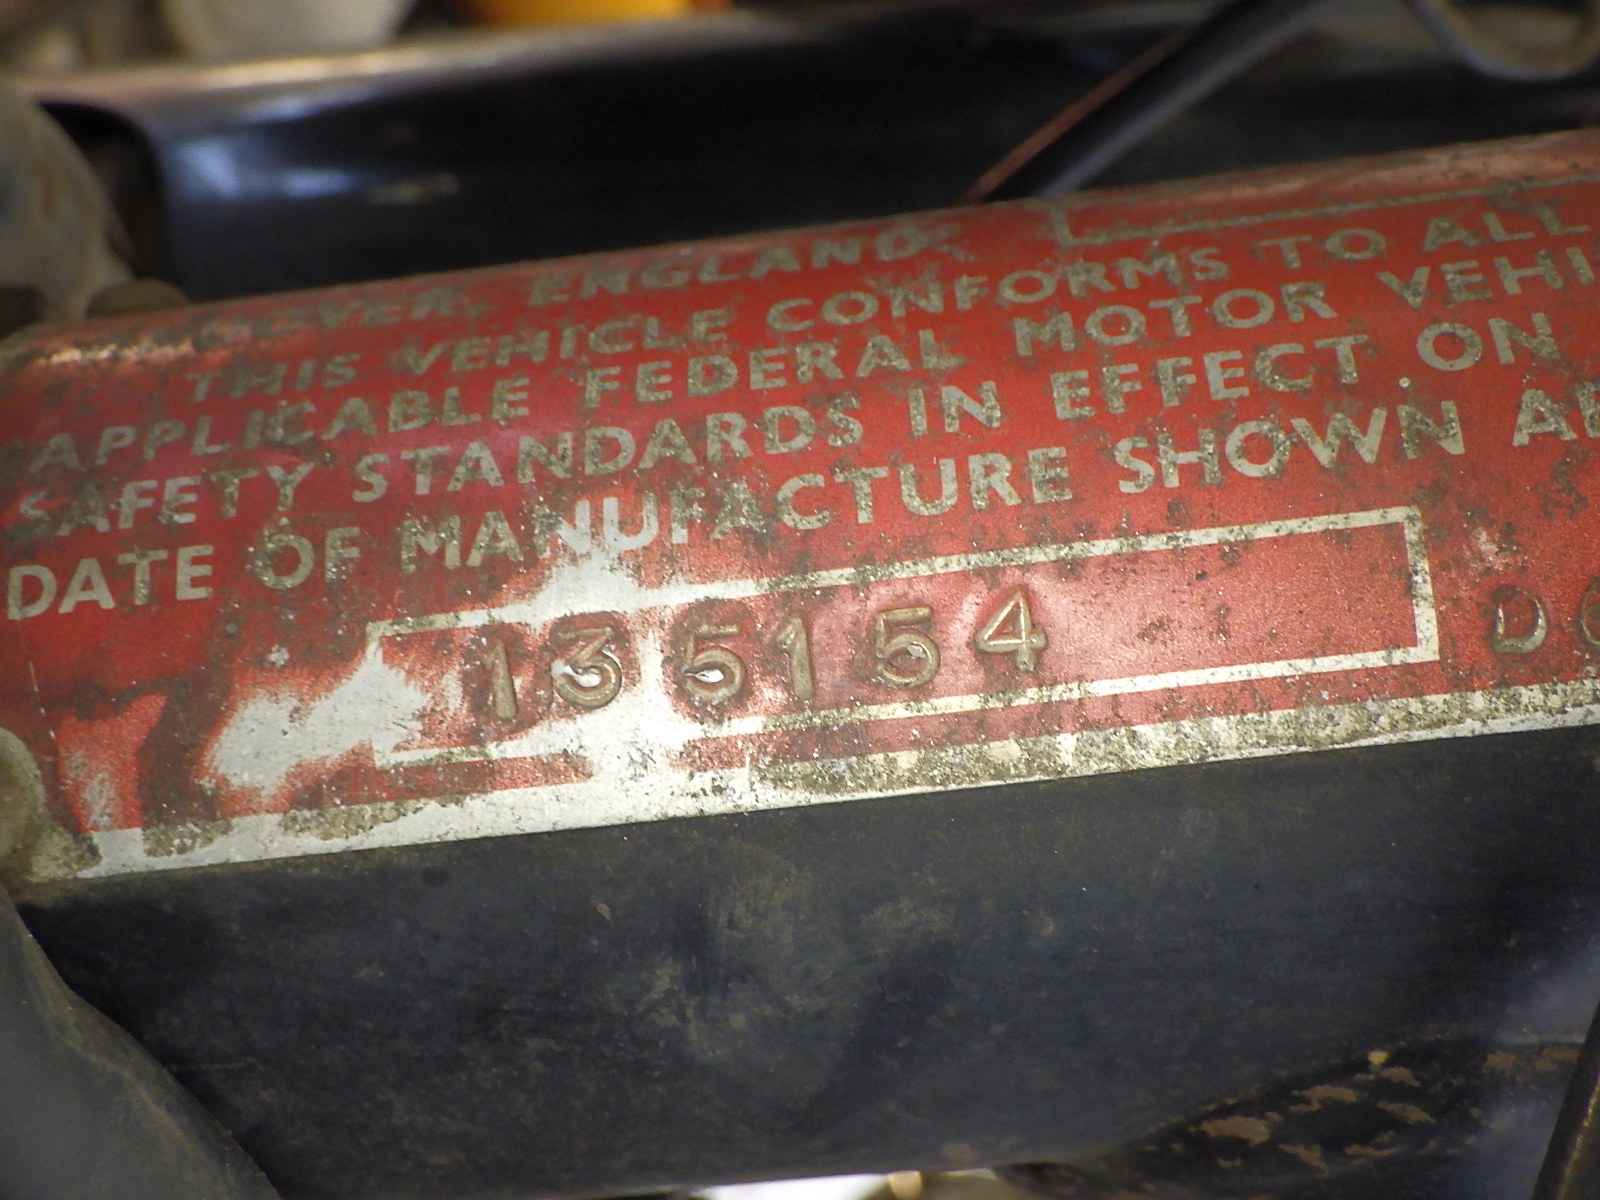 ENGLAND.
THIS VEHICLE CONFORMS TO ALL
APPLICABLE FEDERAL MOTOR VEHI
SAFETY STANDARDS IN EFFECT ON
DATE OF MANUFACTURE SHOWN
135154